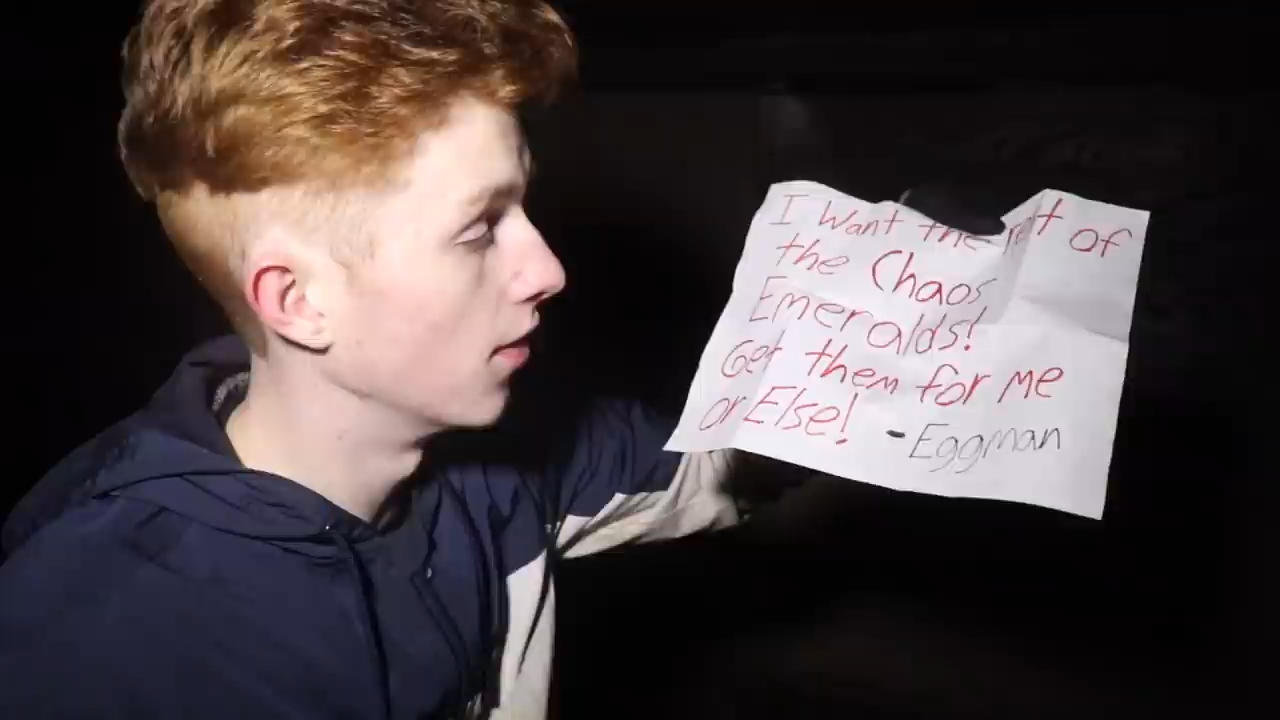 I Want the of
the Chaos
Emeralds!
Get them for me
or Else! -Eggman